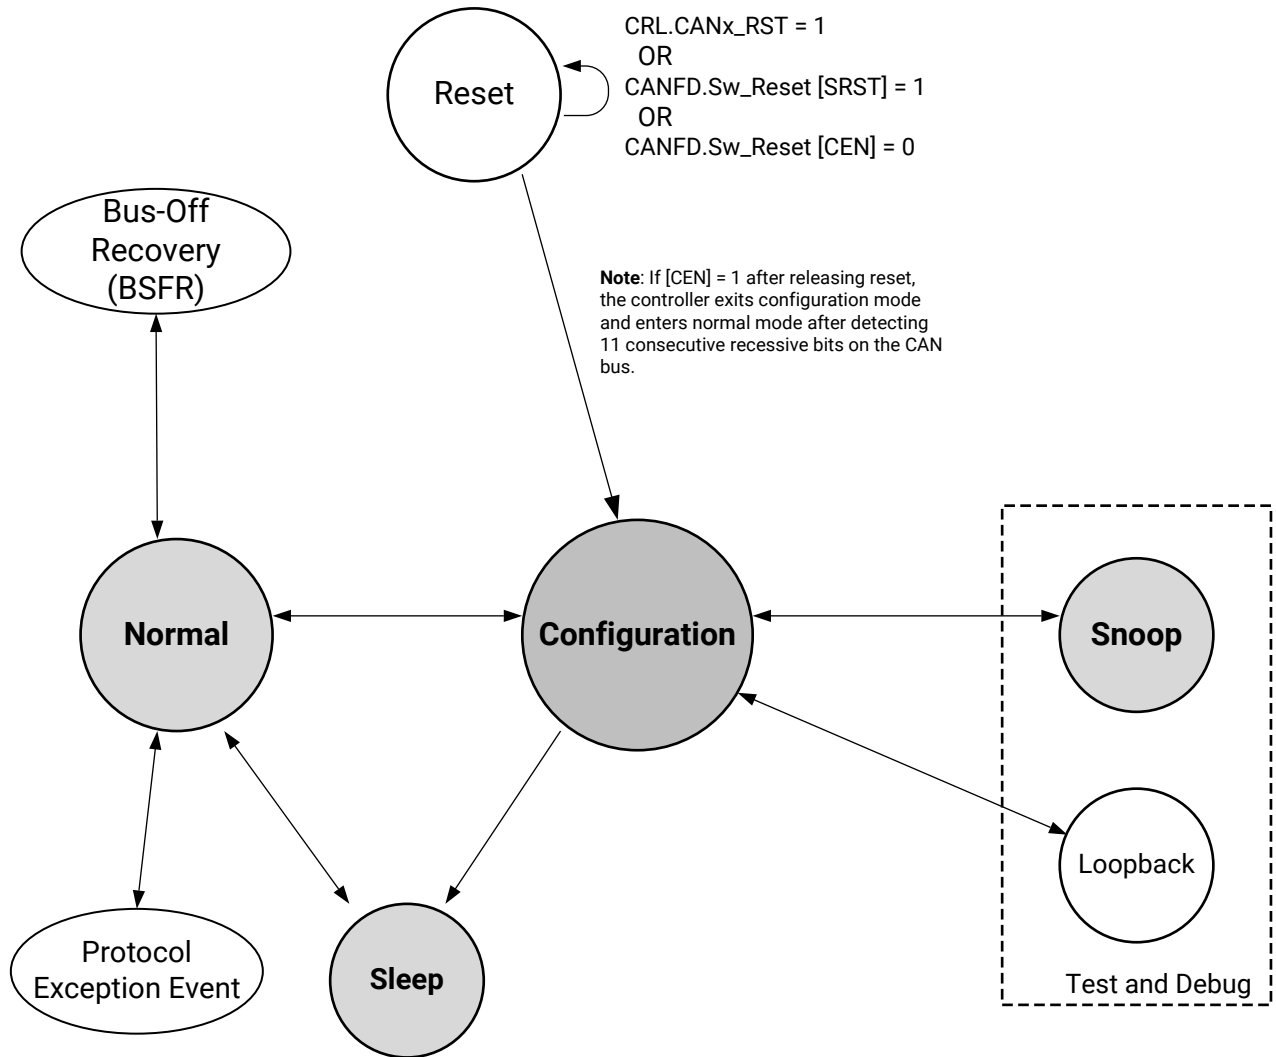 CRL.CANx_RST = 1
OR
CANFD.Sw_Reset [SRST] = 1
OR
CANFD.Sw_Reset [CEN] = 0
Reset
Bus-Off
Recovery
(BSFR)
Note: If [CEN] = 1 after releasing reset,
the controller exits configuration mode
and enters normal mode after detecting
11 consecutive recessive bits on the CAN
bus.
Normal
Configuration
Snoop
Loopback
Test and Debug
Protocol
Exception Event
Sleep